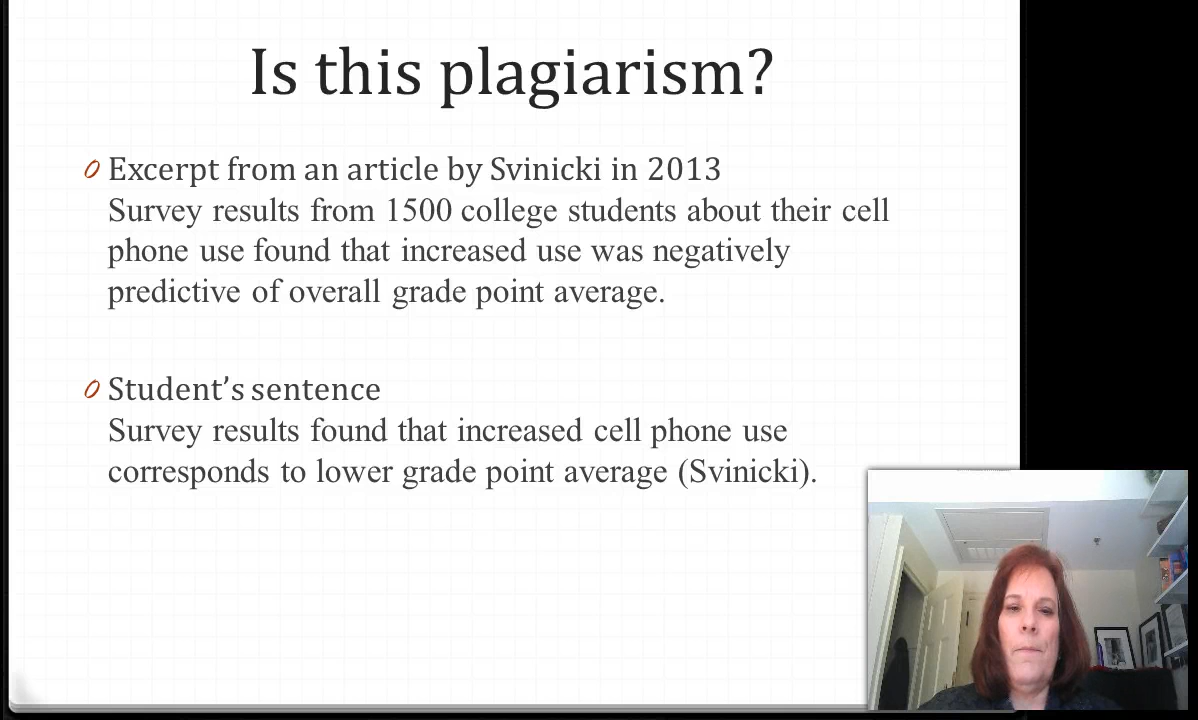 Is this plagiarism?
Excerpt from an article by Svinicki in 2013
Survey results from 1500 college students about their cell
phone use found that increased use was negatively
predictive of overall grade point average.
Student’s sentence
Survey results found that increased cell phone use
corresponds to lower grade point average (Svinicki).